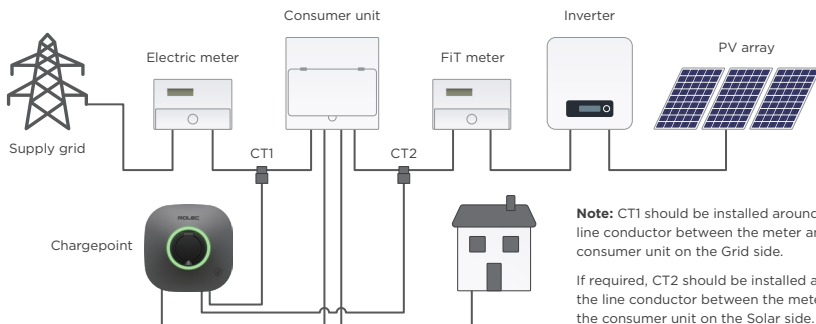 Consumer unit
Inverter
Electric meter
FiT meter
PV array
Supply grid
CT1
CT2
ROLEC
Chargepoint
Note: CT1 should be installed around
line conductor between the meter
consumer unit on the Grid side.
If required, CT2 should be installed
the line conductor between the
the consumer unit on the Solar side.